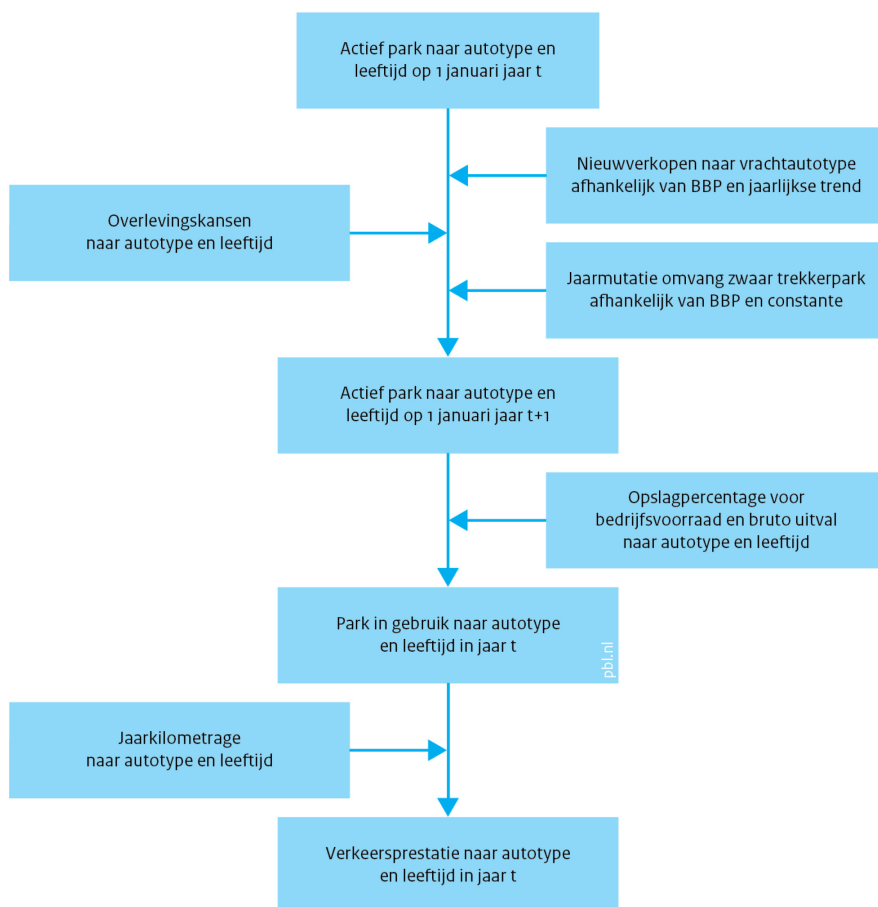 Actief park naar autotype en
leeftijd op 1 januari jaar t
Nieuwverkopen naar vrachtautotype
afhankelijk van BBP en jaarlijkse trend
Overlevingskansen
naar autotype en leeftijd
Jaarmutatie omvang zwaar trekkerpark
afhankelijk van BBP en constante
Actief park naar autotype en
leeftijd op 1 januari jaar t+1
Opslagpercentage voor
bedrijfsvoorraad en bruto uitval
naar autotype en leeftijd
Park in gebruik naar autotype
en leeftijd in jaar t
pbl.nl
Jaarkilometrage
naar autotype en leeftijd
Verkeersprestatie naar autotype
en leeftijd in jaar t